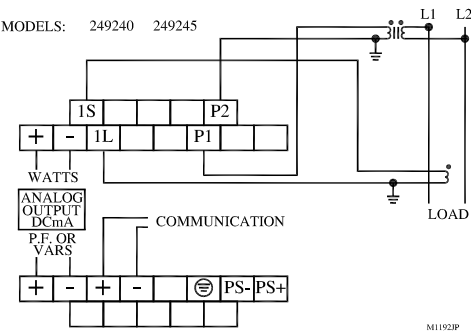 MODELS: 249240 249245
L1 L2
1S P2
+ - 1L P1
WATTS
ANALOG
OUTPUT
DCmA
P.F. OR
VARS
COMMUNICATION
LOAD
+ - + - PS- PS+
M1192JP